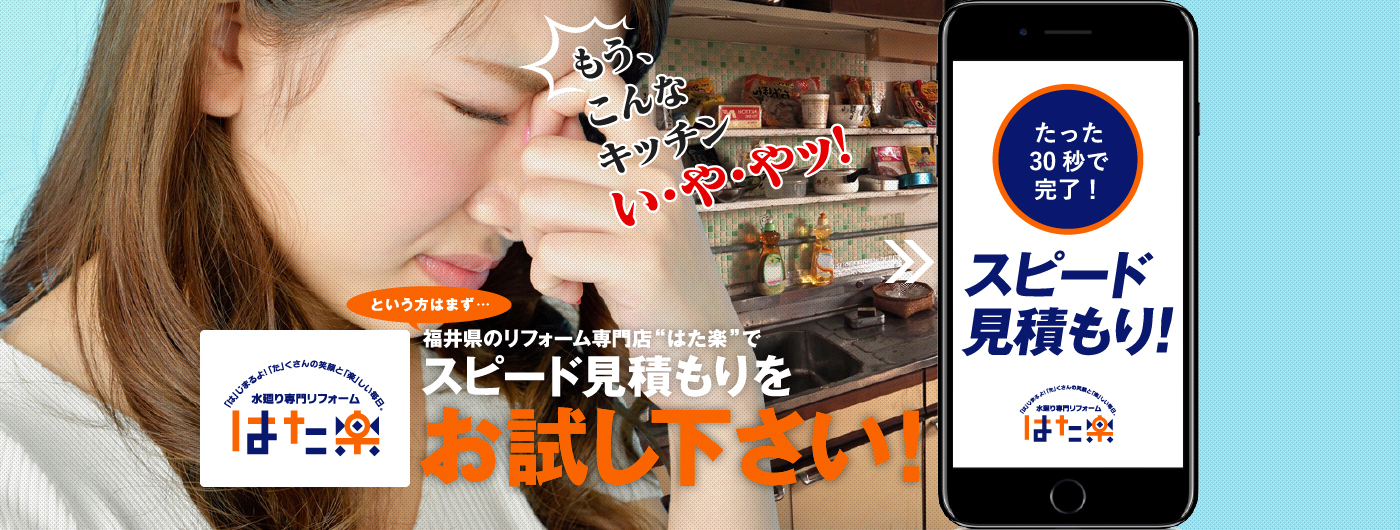 もう、
こんな
キッチン
い・や・やッ!
という方はまず…
福井県のリフォーム専門店“はた楽”で
スピード見積もりを
お試し下さい!
「は」じまるよ!「た」くさんの笑顔と「楽」しい毎日。
水廻り専門リフォーム
はた楽
たった
30秒で
完了!
スピード
見積もり!
「は」じまるよ!「た」くさんの笑顔と「楽」しい毎日。
水廻り専門リフォーム
はた楽